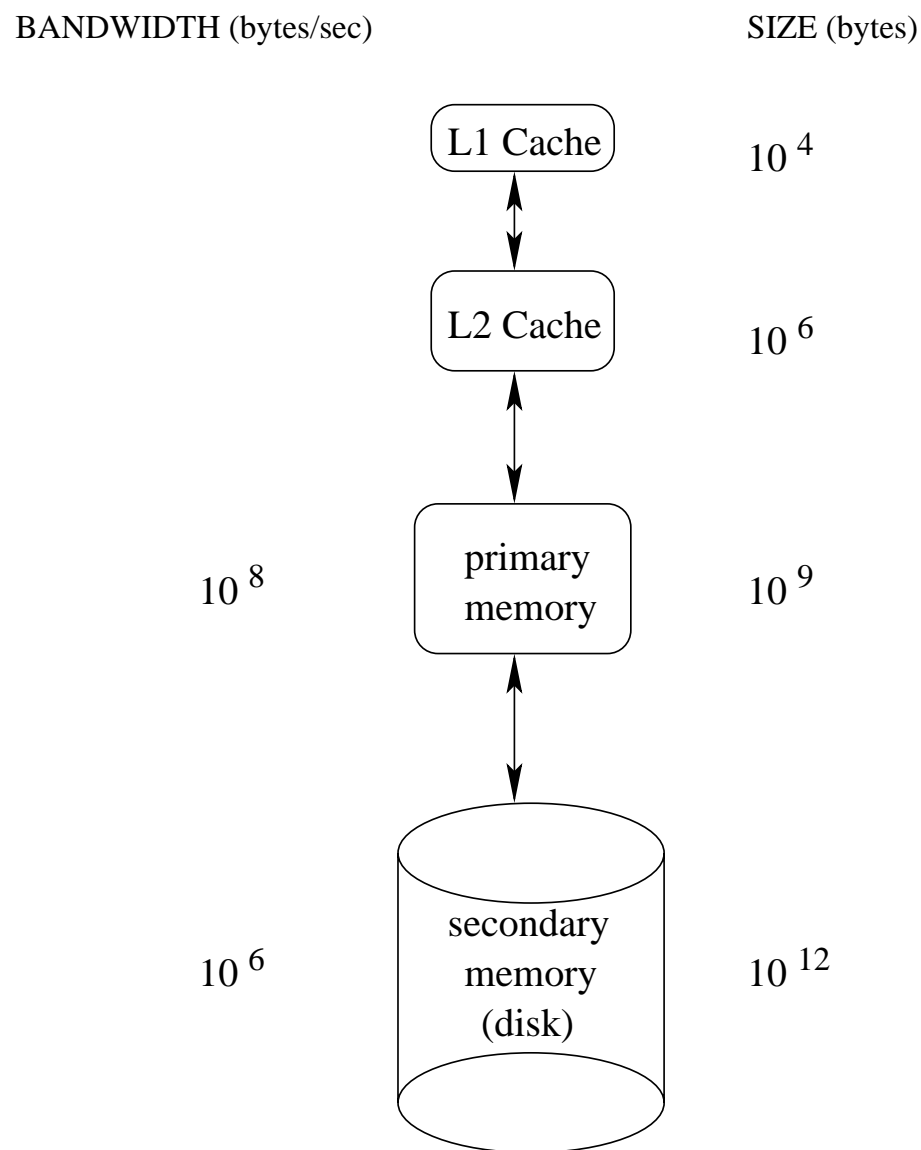 BANDWIDTH (bytes/sec) SIZE (bytes)
L1 Cache 10^4
L2 Cache 10^6
primary
10^8 memory 10^9
secondary
10^6 memory 10^12
(disk)